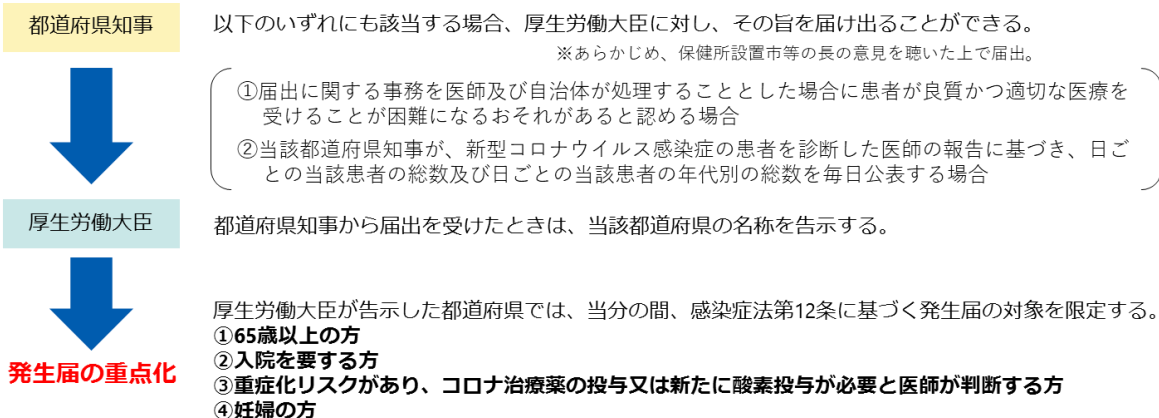 都道府県知事
以下のいずれにも該当する場合、厚生労働大臣に対し、その旨を届け出ることができる。
※あらかじめ、保健所設置市等の長の意見を聴いた上で届出。
①届出に関する事務を医師及び自治体が処理することとした場合に患者が良質かつ適切な医療を
受けることが困難になるおそれがあると認める場合
②当該都道府県知事が、新型コロナウイルス感染症の患者を診断した医師の報告に基づき、日ご
との当該患者の総数及び日ごとの当該患者の年代別の総数を毎日公表する場合
厚生労働大臣
都道府県知事から届出を受けたときは、当該都道府県の名称を告示する。
厚生労働大臣が告示した都道府県では、当分の間、感染症法第12条に基づく発生届の対象を限定する。
①65歳以上の方
②入院を要する方
発生届の重点化
③重症化リスクがあり、コロナ治療薬の投与又は新たに酸素投与が必要と医師が判断する方
④妊婦の方